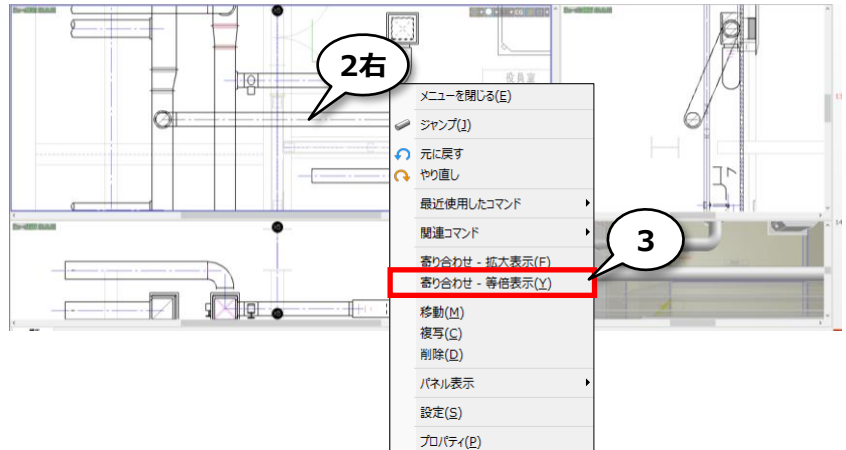 2右
役員室
メニューを閉じる(E)
ジャンプ(J)
元に戻す
やり直し
最近使用したコマンド
関連コマンド
3
寄り合わせ - 拡大表示(F)
寄り合わせ - 等倍表示(Y)
移動(M)
複写(C)
削除(D)
パネル表示
設定(S)
プロパティ(P)